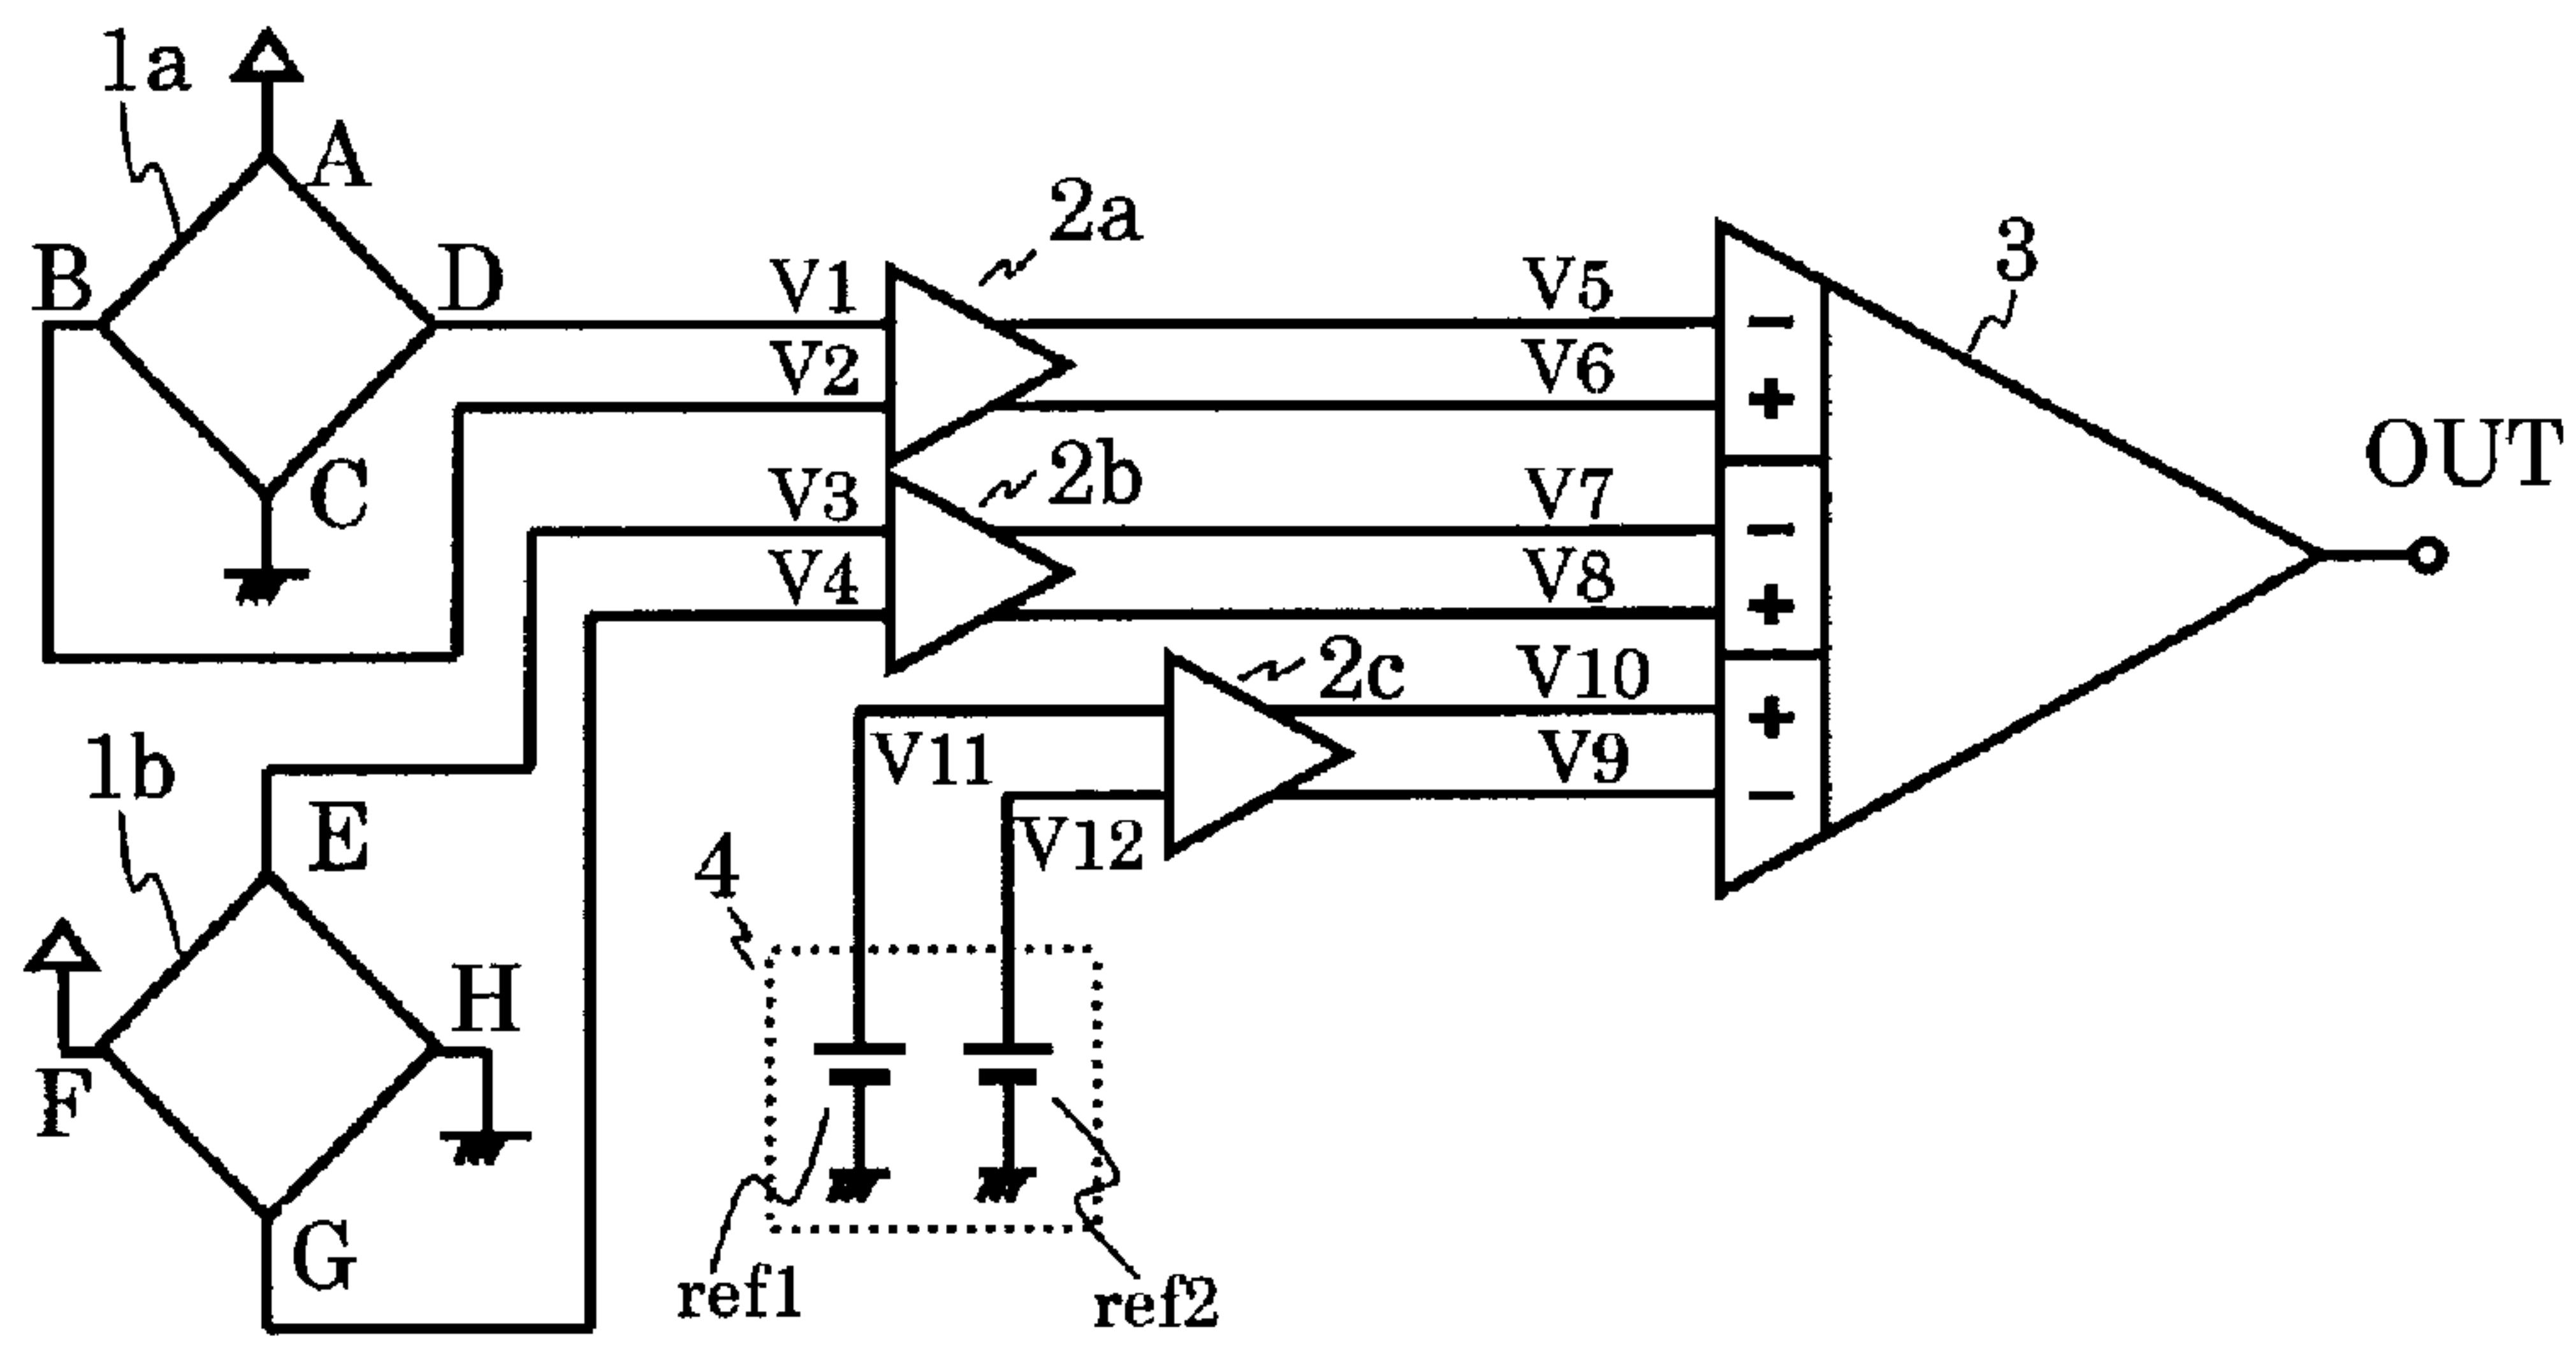 1a
A
B
D
C
V1
V2
2a
V5
V6
3
V3
V4
2b
V7
V8
OUT
1b
E
F
H
G
2c
V10
V9
V11
V12
4
ref1
ref2
−
+
−
+
+
−